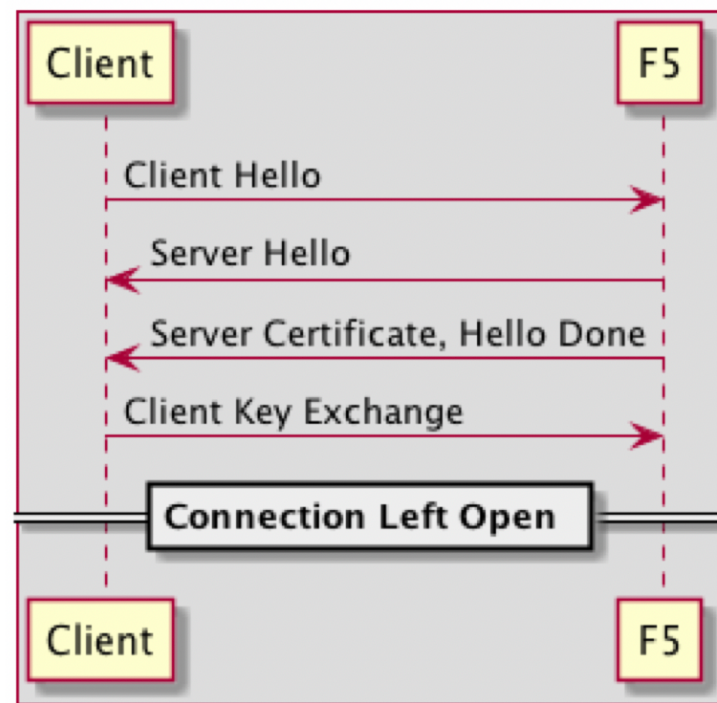 Client F5
Client Hello
Server Hello
Server Certificate, Hello Done
Client Key Exchange
Connection Left Open
Client F5